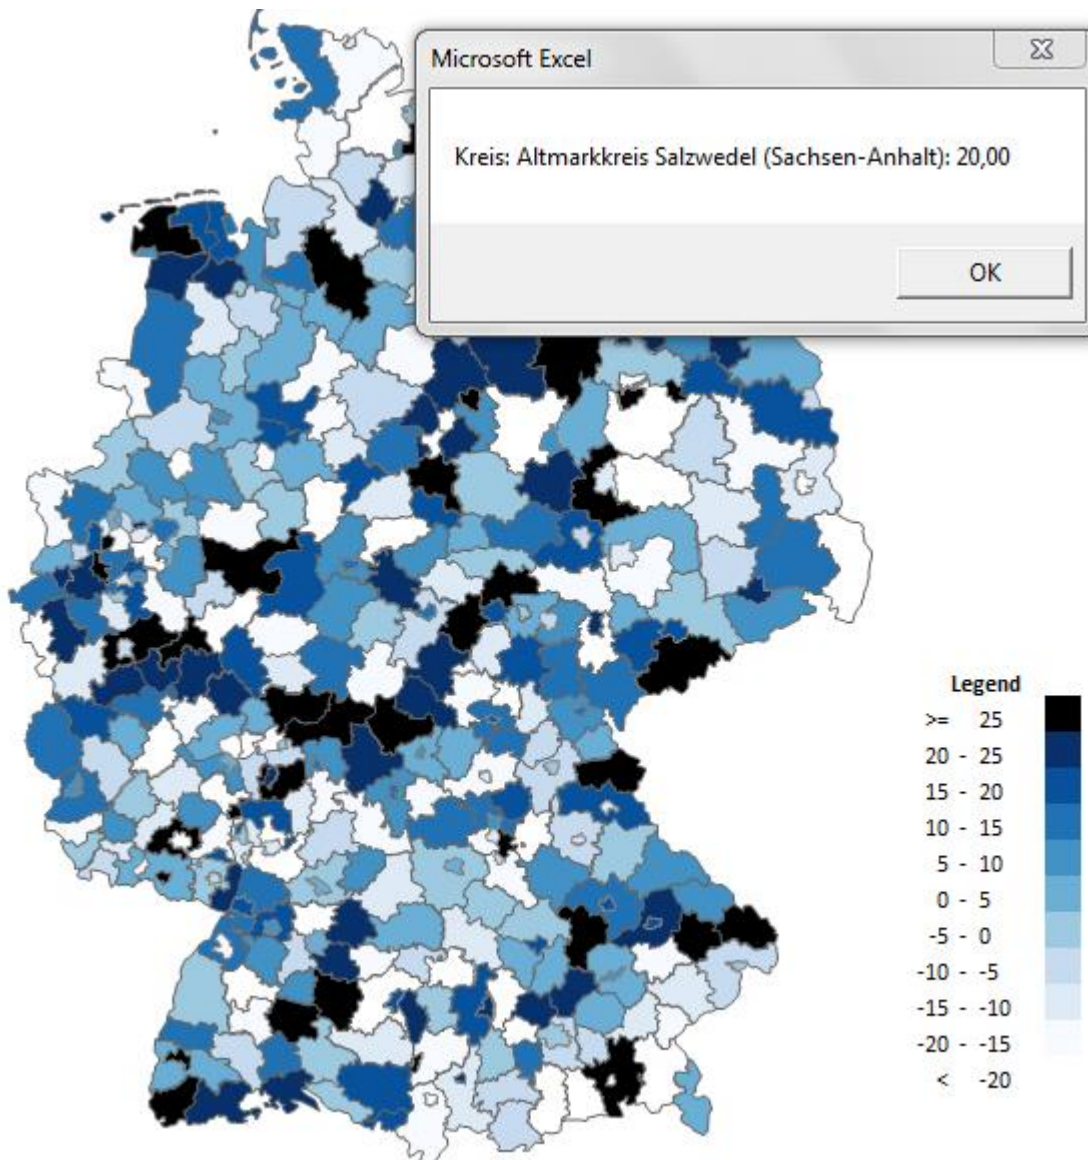 Microsoft Excel
Kreis: Altmarkkreis Salzwedel (Sachsen-Anhalt): 20,00
OK
Legend
>= 25
20 - 25
15 - 20
10 - 15
5 - 10
0 - 5
-5 - 0
-10 - -5
-15 - -10
-20 - -15
< -20